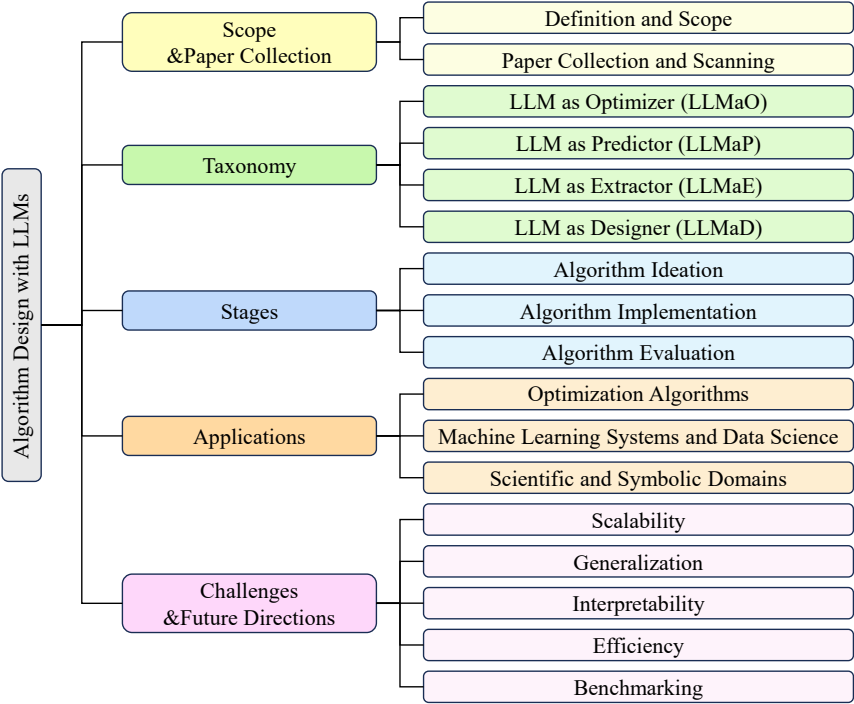 Algorithm Design with LLMs
Scope
&Paper Collection
Definition and Scope
Paper Collection and Scanning
Taxonomy
LLM as Optimizer (LLMaO)
LLM as Predictor (LLMaP)
LLM as Extractor (LLMaE)
LLM as Designer (LLMaD)
Stages
Algorithm Ideation
Algorithm Implementation
Algorithm Evaluation
Applications
Optimization Algorithms
Machine Learning Systems and Data Science
Scientific and Symbolic Domains
Challenges
&Future Directions
Scalability
Generalization
Interpretability
Efficiency
Benchmarking